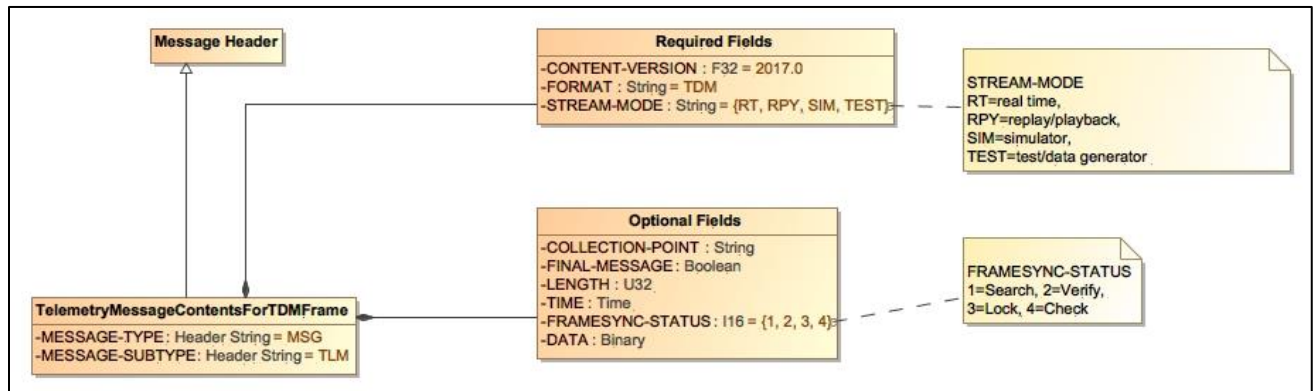 Message Header
Required Fields
-CONTENT-VERSION : F32 = 2017.0
-FORMAT : String = TDM
-STREAM-MODE : String = {RT, RPY, SIM, TEST}
STREAM-MODE
RT=real time,
RPY=replay/playback,
SIM=simulator,
TEST=test/data generator
Optional Fields
-COLLECTION-POINT : String
-FINAL-MESSAGE : Boolean
-LENGTH : U32
-TIME : Time
-FRAMESYNC-STATUS : I16 = {1, 2, 3, 4}
-DATA : Binary
FRAMESYNC-STATUS
1=Search, 2=Verify,
3=Lock, 4=Check
TelemetryMessageContentsForTDMFrame
-MESSAGE-TYPE : Header String = MSG
-MESSAGE-SUBTYPE : Header String = TLM